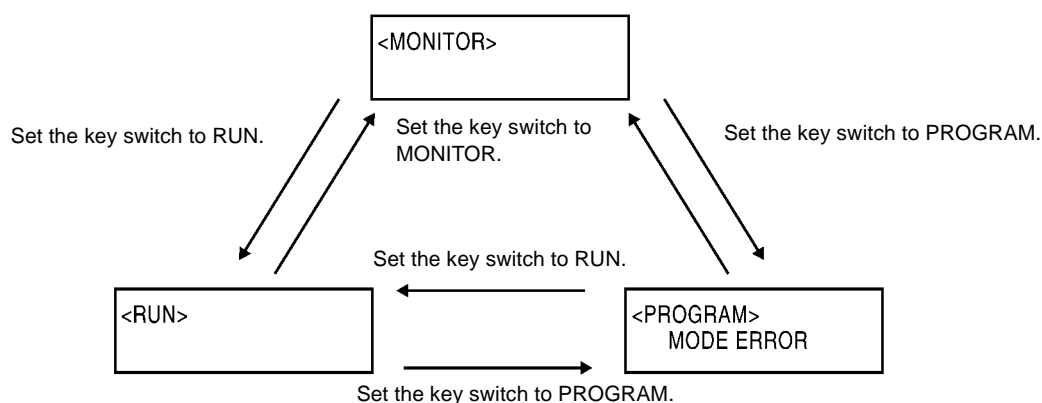 <MONITOR>
Set the key switch to RUN.
Set the key switch to
MONITOR.
Set the key switch to PROGRAM.
Set the key switch to RUN.
<RUN>
<PROGRAM>
MODE ERROR
Set the key switch to PROGRAM.